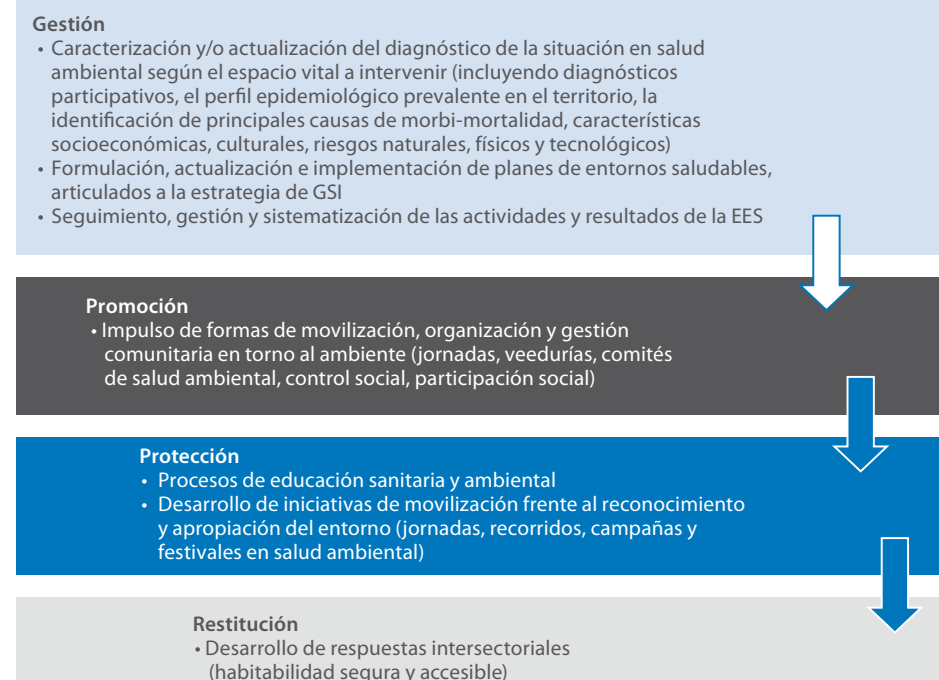 Gestión
• Caracterización y/o actualización del diagnóstico de la situación en salud
ambiental según el espacio vital a intervenir (incluyendo diagnósticos
participativos, el perfil epidemiológico prevalente en el territorio, la
identificación de principales causas de morbi-mortalidad, características
socioeconómicas, culturales, riesgos naturales, físicos y tecnológicos)
• Formulación, actualización e implementación de planes de entornos saludables,
articulados a la estrategia de GSI
• Seguimiento, gestión y sistematización de las actividades y resultados de la EES
Promoción
• Impulso de formas de movilización, organización y gestión
comunitaria en torno al ambiente (jornadas, veedurías, comités
de salud ambiental, control social, participación social)
Protección
• Procesos de educación sanitaria y ambiental
• Desarrollo de iniciativas de movilización frente al reconocimiento
y apropiación del entorno (jornadas, recorridos, campañas y
festivales en salud ambiental)
Restitución
• Desarrollo de respuestas intersectoriales
(habitabilidad segura y accesible)